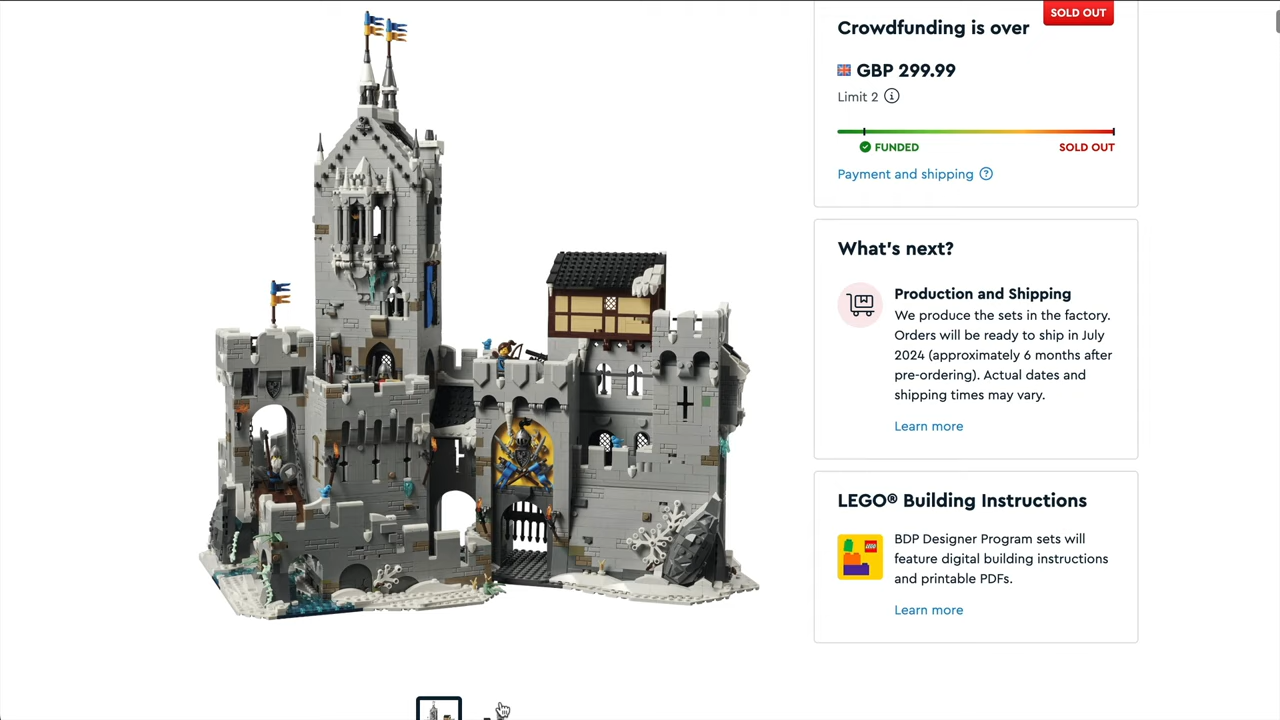 SOLD OUT
Crowdfunding is over
GBP 299.99
Limit 2
FUNDED
SOLD OUT
Payment and shipping
What's next?
Production and Shipping
We produce the sets in the factory.
Orders will be ready to ship in July
2024 (approximately 6 months after
pre-ordering). Actual dates and
shipping times may vary.
Learn more
LEGO® Building Instructions
LEGO
BDP Designer Program sets will
feature digital building instructions
and printable PDFs.
Learn more